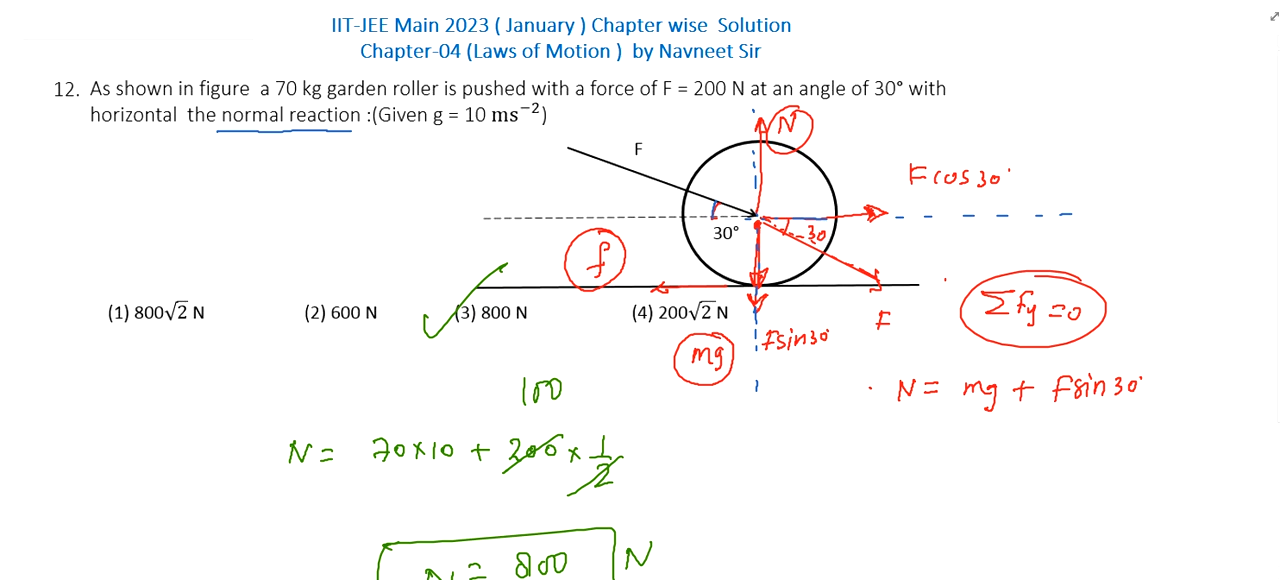 IIT-JEE Main 2023 ( January ) Chapter wise Solution
Chapter-04 (Laws of Motion ) by Navneet Sir
12. As shown in figure a 70 kg garden roller is pushed with a force of F = 200 N at an angle of 30° with
horizontal the normal reaction :(Given g = 10 ms⁻²)
N
F
F cos 30°
30°
30
f
(1) 800√2 N (2) 600 N (3) 800 N (4) 200√2 N
F
Σ Fy = 0
mg
Fsin30°
N = mg + Fsin30°
100
N = 70×10 + 200 × 1/2
N = 800 N